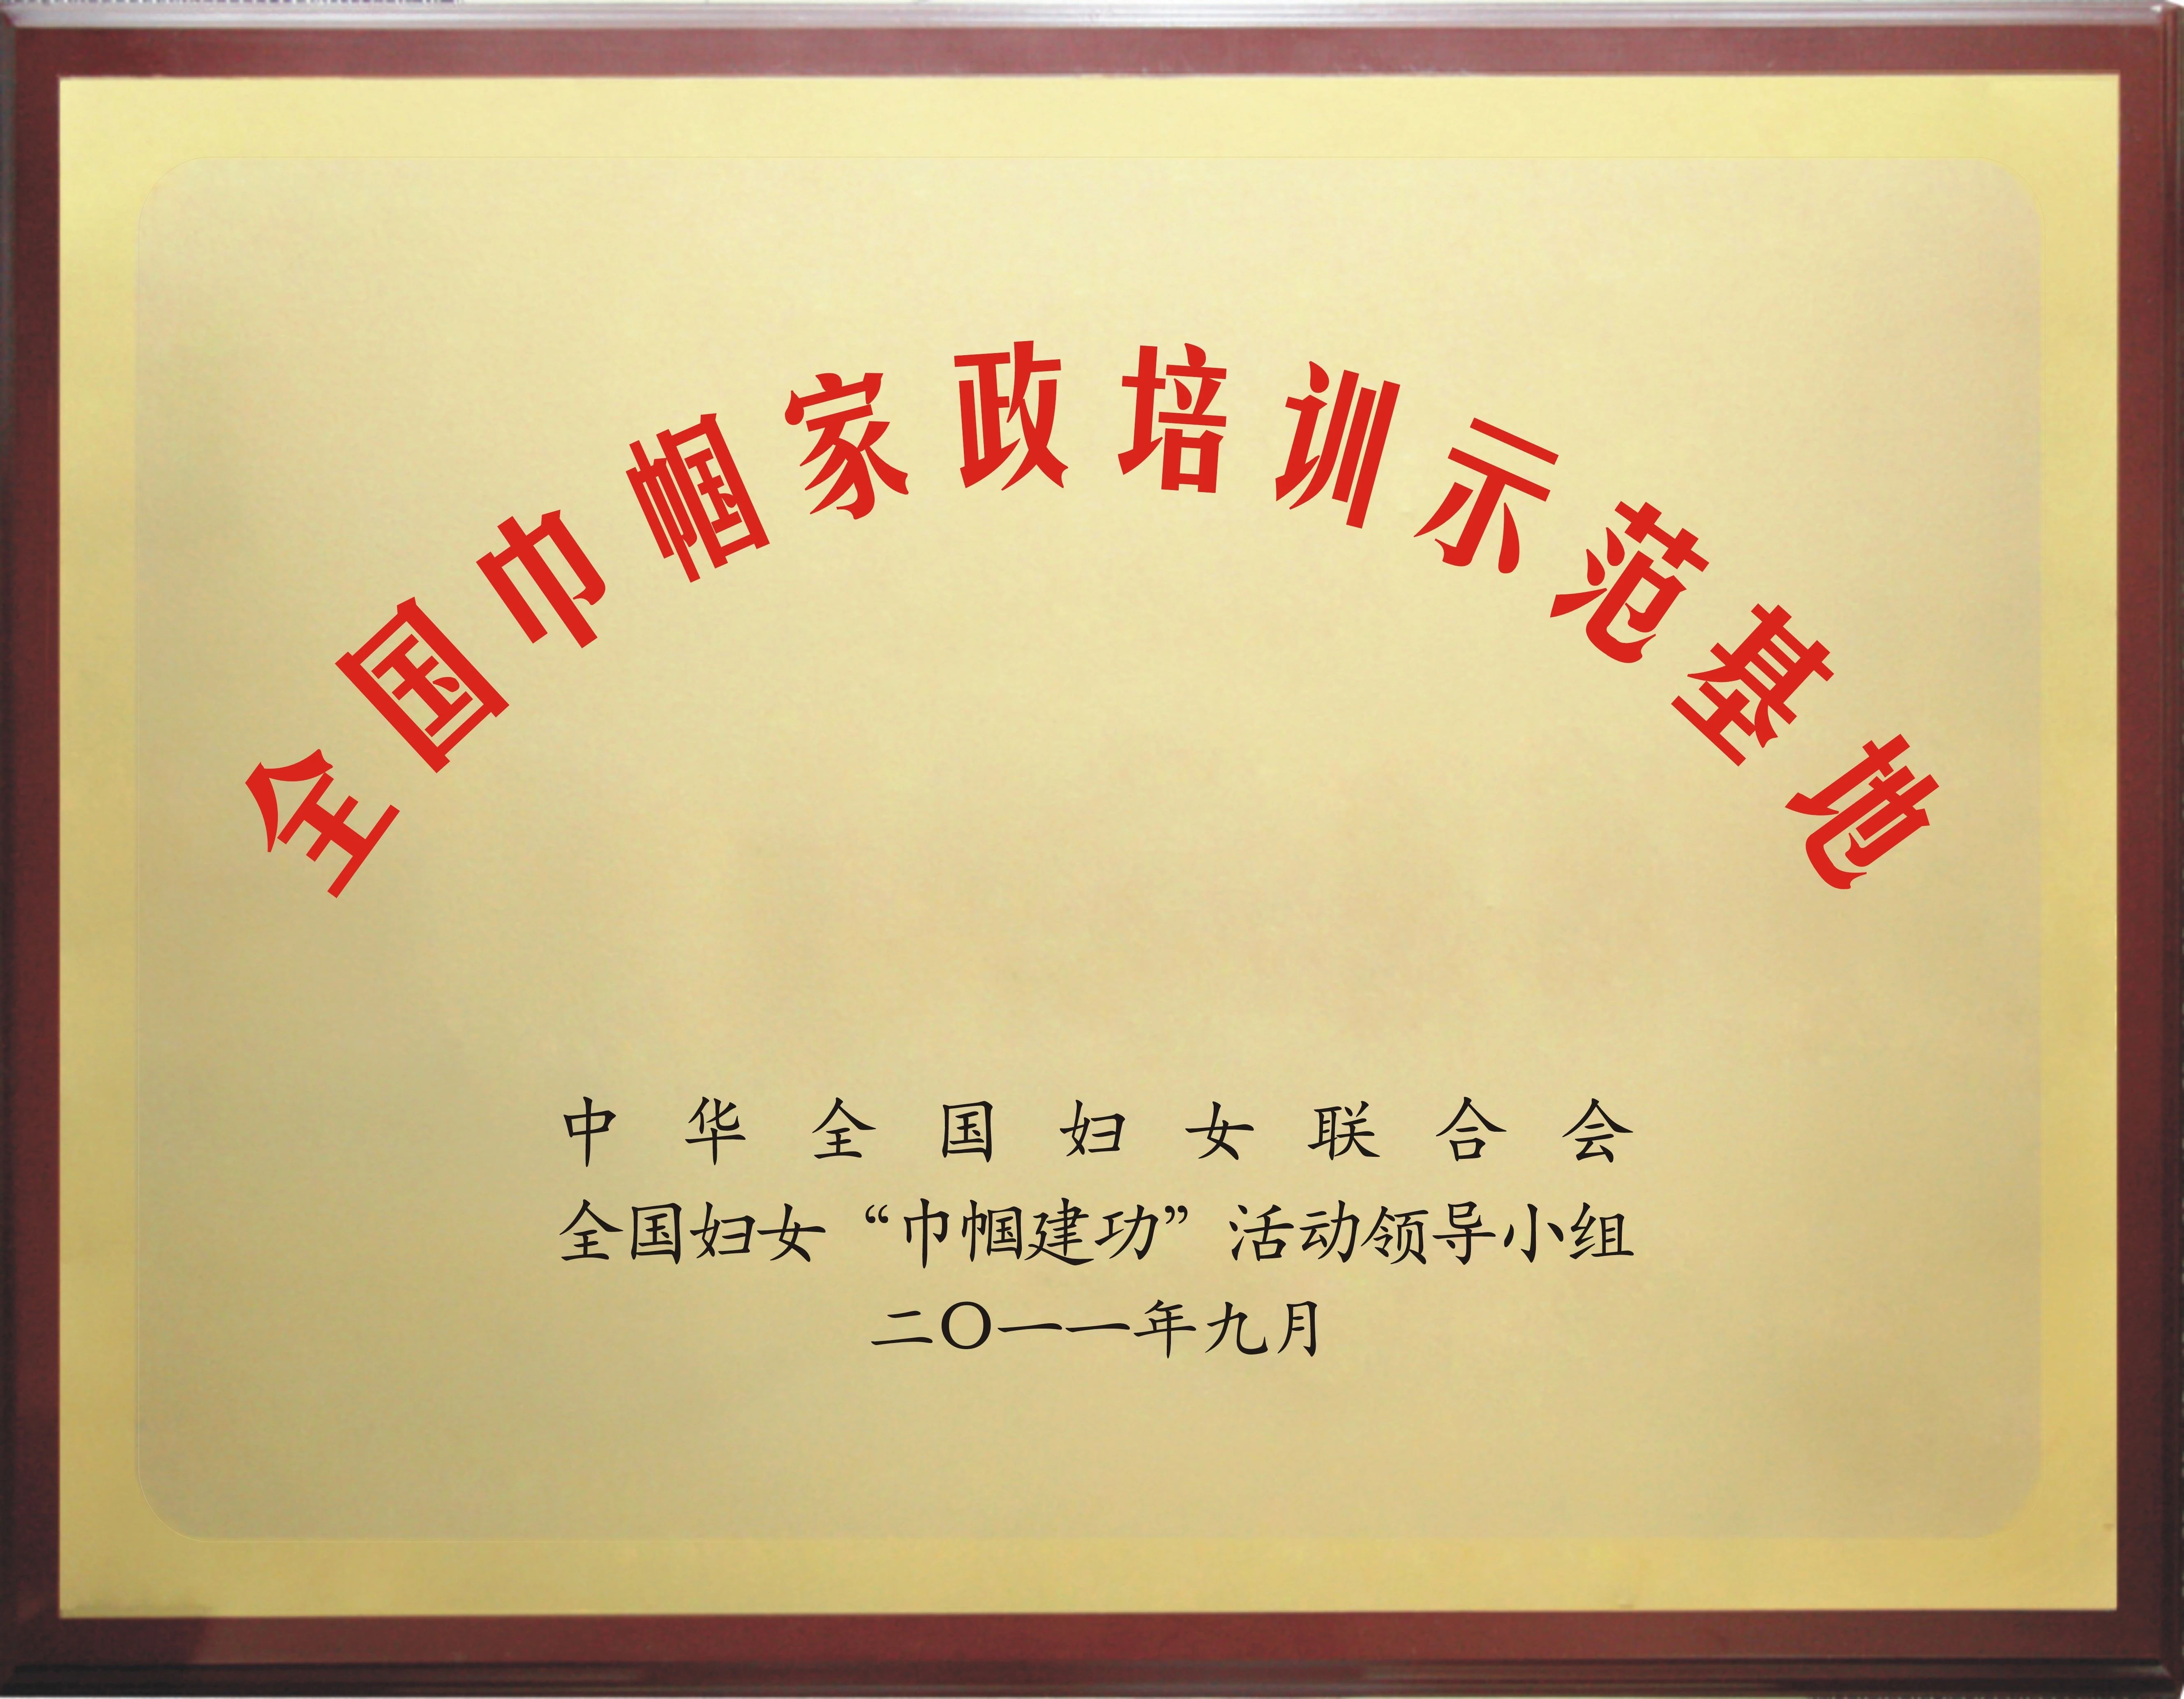 全国巾帼家政培训示范基地
中华全国妇女联合会
全国妇女“巾帼建功”活动领导小组
二〇一一年九月